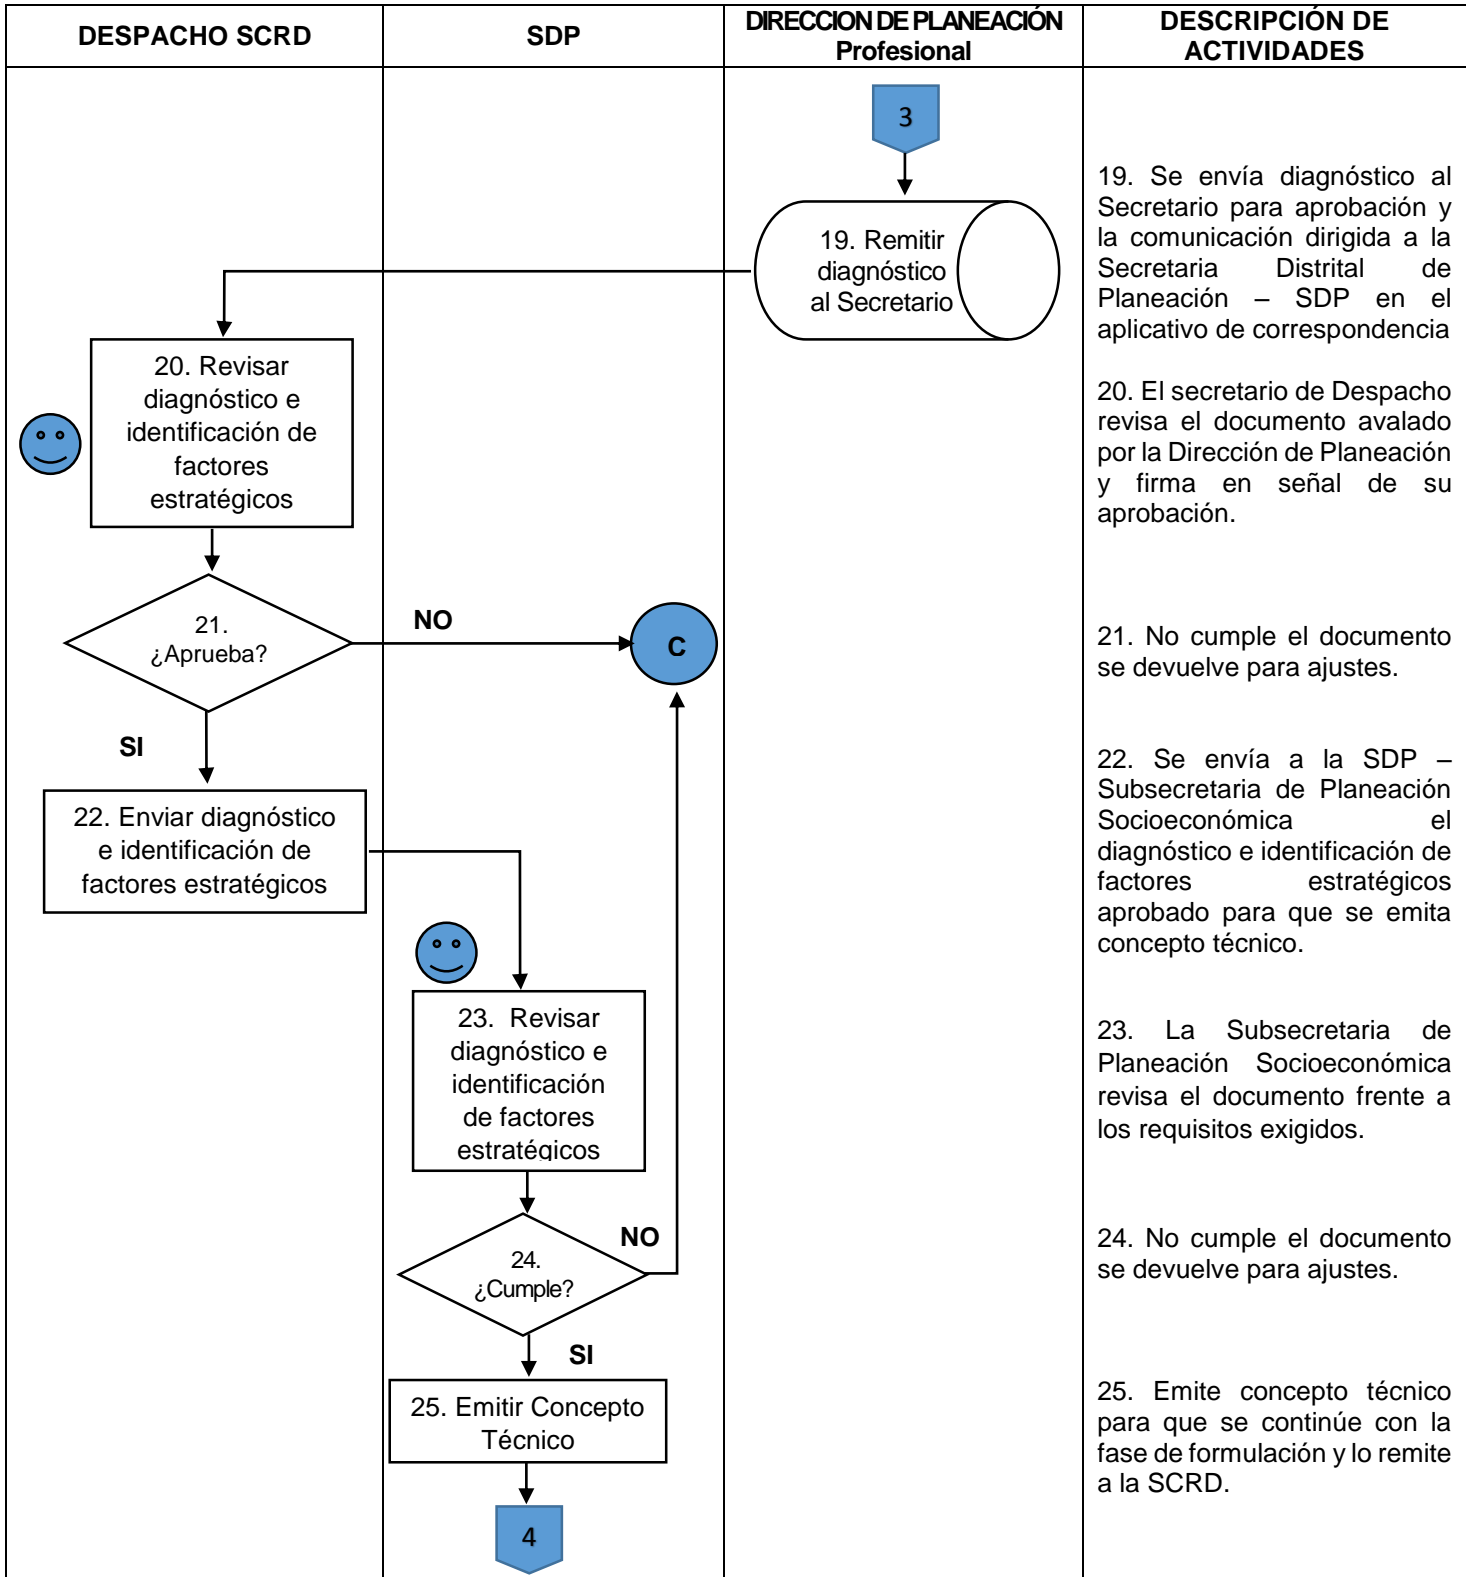 DESPACHO SCRD
SDP
DIRECCION DE PLANEACIÓN
Profesional
DESCRIPCIÓN DE
ACTIVIDADES
3
19. Remitir
diagnóstico
al Secretario
19. Se envía diagnóstico al
Secretario para aprobación y
la comunicación dirigida a la
Secretaria Distrital de
Planeación – SDP en el
aplicativo de correspondencia
20. Revisar
diagnóstico e
identificación de
factores
estratégicos
20. El secretario de Despacho
revisa el documento avalado
por la Dirección de Planeación
y firma en señal de su
aprobación.
21.
¿Aprueba?
NO
C
21. No cumple el documento
se devuelve para ajustes.
SI
22. Enviar diagnóstico
e identificación de
factores estratégicos
22. Se envía a la SDP –
Subsecretaria de Planeación
Socioeconómica el
diagnóstico e identificación de
factores estratégicos
aprobado para que se emita
concepto técnico.
23. Revisar
diagnóstico e
identificación
de factores
estratégicos
23. La Subsecretaria de
Planeación Socioeconómica
revisa el documento frente a
los requisitos exigidos.
24.
¿Cumple?
NO
24. No cumple el documento
se devuelve para ajustes.
SI
25. Emitir Concepto
Técnico
25. Emite concepto técnico
para que se continúe con la
fase de formulación y lo remite
a la SCRD.
4